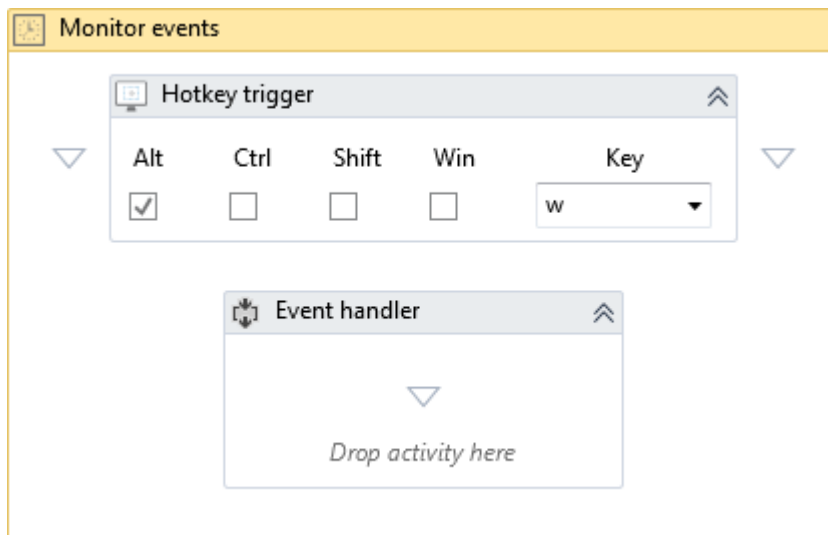 Monitor events
Hotkey trigger
Alt Ctrl Shift Win Key
w
Event handler
Drop activity here